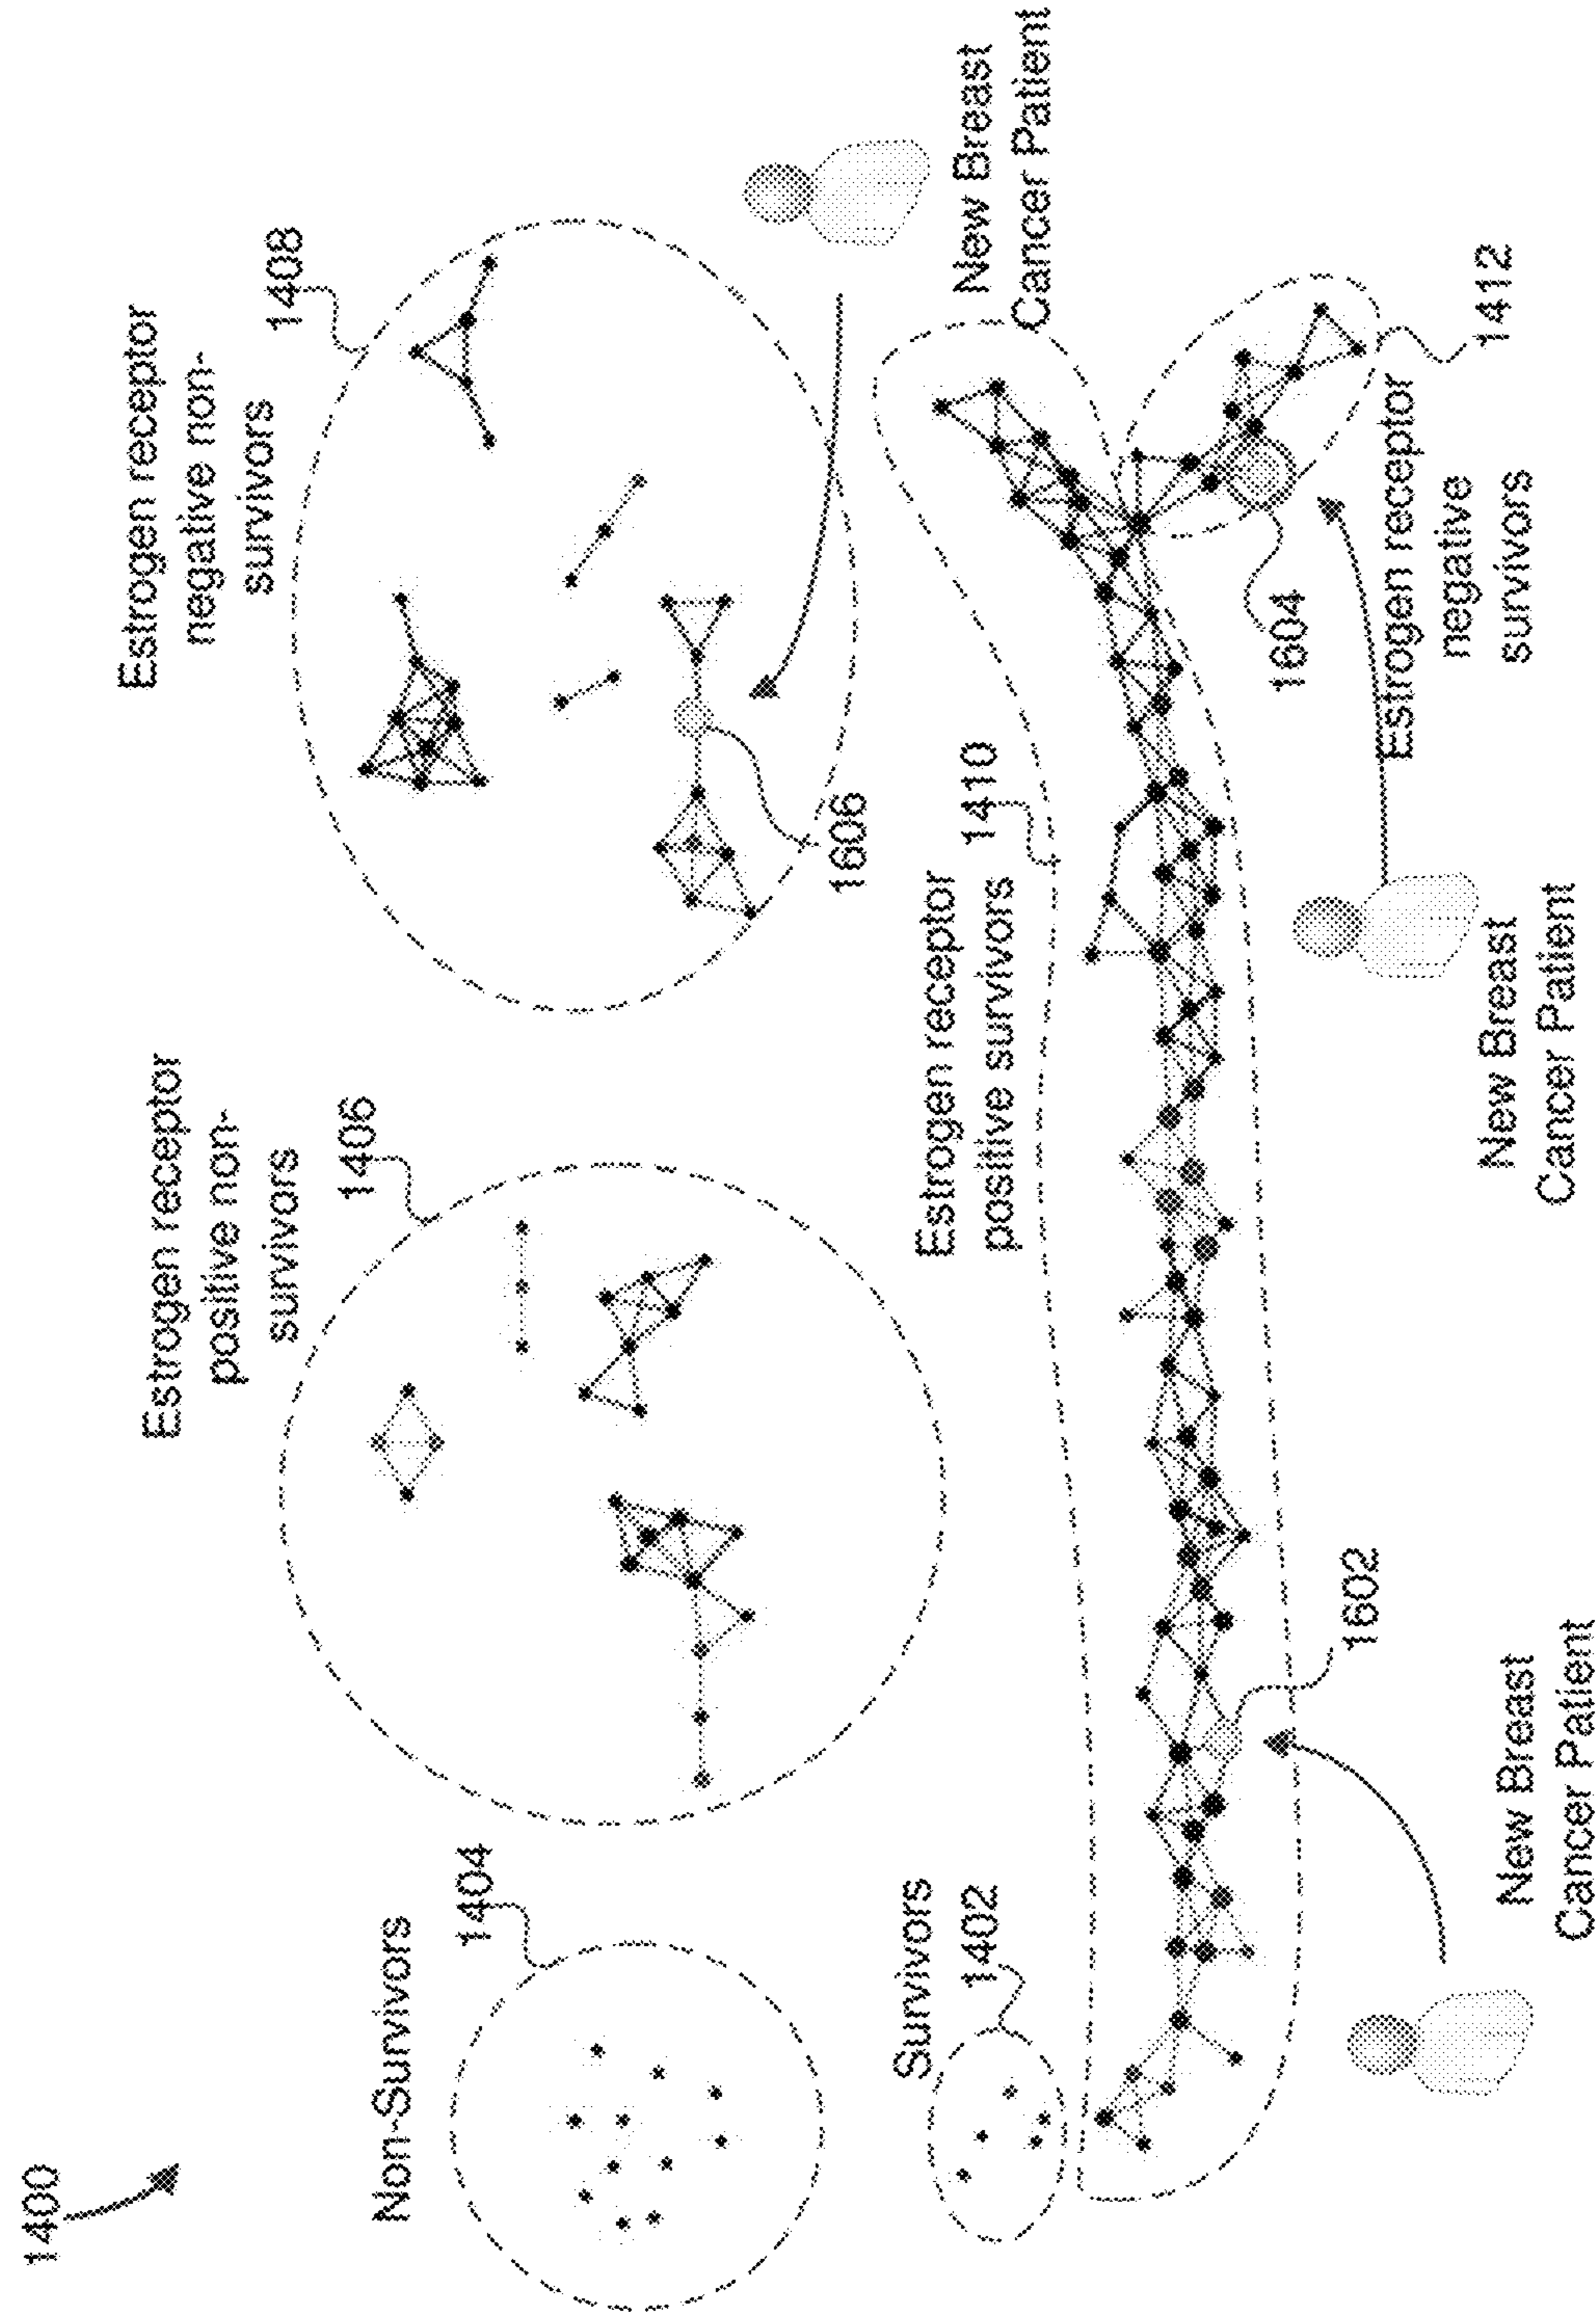 1400
Non-Survivors
1404
Estrogen receptor
positive non-
survivors
1406
Estrogen receptor
negative non-
survivors
1408
Survivors
1402
Estrogen receptor
positive survivors
1410
1606
New Breast
Cancer Patient
1602
New Breast
Cancer Patient
1604
Estrogen receptor
negative
survivors
1412
New Breast
Cancer Patient